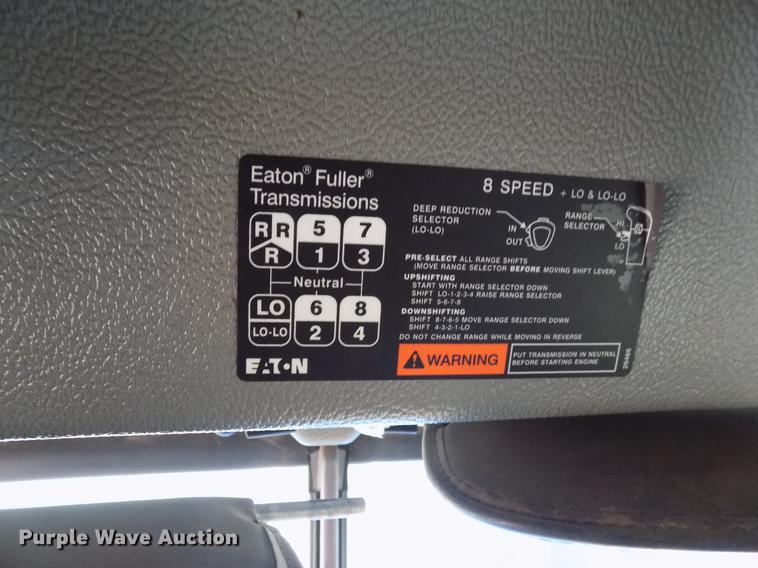 Eaton® Fuller®
Transmissions
R R 5 7
R 1 3
Neutral
LO 6 8
LO-LO 2 4
EATON
8 SPEED + LO & LO-LO
DEEP REDUCTION
SELECTOR
(LO-LO)
IN
OUT
RANGE
SELECTOR
HI
LO
PRE-SELECT ALL RANGE SHIFTS
(MOVE RANGE SELECTOR BEFORE MOVING SHIFT LEVER)
UPSHIFTING
START WITH RANGE SELECTOR DOWN
SHIFT LO-1-2-3-4 RAISE RANGE SELECTOR
SHIFT 5-6-7-8
DOWNSHIFTING
SHIFT 8-7-6-5 MOVE RANGE SELECTOR DOWN
SHIFT 4-3-2-1-LO
DO NOT CHANGE RANGE WHILE MOVING IN REVERSE
WARNING
PUT TRANSMISSION IN NEUTRAL
BEFORE STARTING ENGINE
Purple Wave Auction